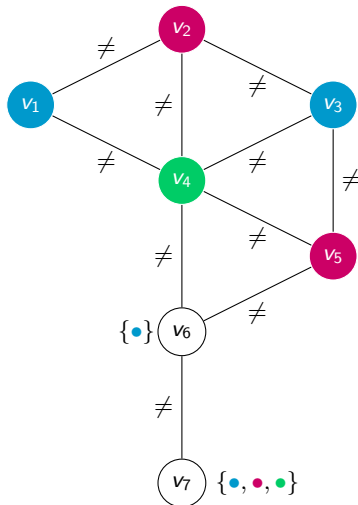 v2
≠
≠
v1
≠
v3
≠
≠
≠
v4
≠
≠
v5
≠
{•}
v6
≠
≠
v7
{•, •, •}